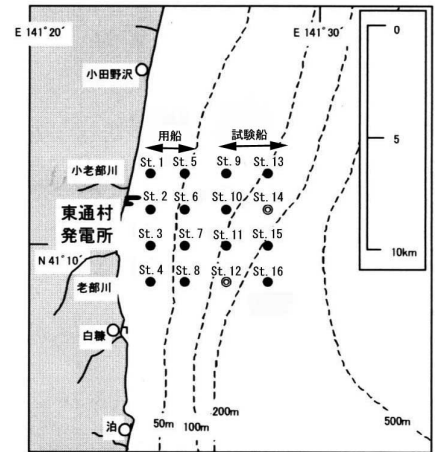 E 141°20'
E 141°30'
0
小田野沢
用船
試験船
5
St. 1
St. 5
St. 9
St. 13
小老部川
東通村
発電所
St. 2
St. 6
St. 10
St. 14
St. 3
St. 7
St. 11
St. 15
10km
N 41°10'
老部川
St. 4
St. 8
St. 12
St. 16
白糠
泊
50m
100m
200m
500m